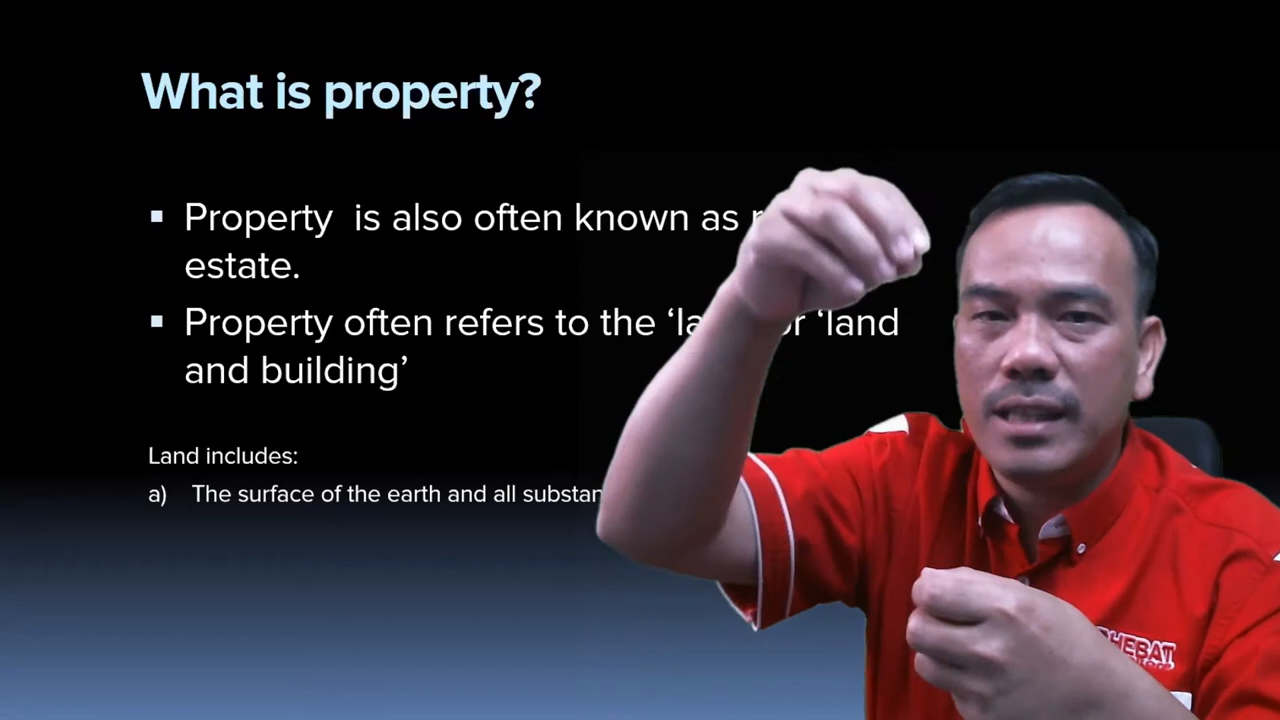 What is property?
▪ Property is also often known as
estate.
▪ Property often refers to the ‘land
and building’
Land includes:
a) The surface of the earth and all